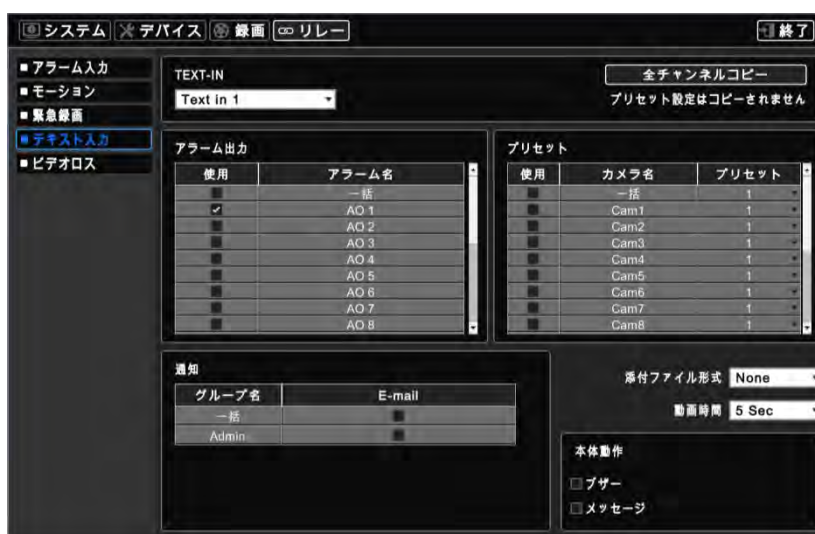 システム デバイス 録画 リレー 終了
アラーム入力
モーション
緊急録画
テキスト入力
ビデオロス
TEXT-IN
Text in 1
全チャンネルコピー
プリセット設定はコピーされません
アラーム出力
使用 アラーム名
一括
AO 1
AO 2
AO 3
AO 4
AO 5
AO 6
AO 7
AO 8
プリセット
使用 カメラ名 プリセット
一括 1
Cam1 1
Cam2 1
Cam3 1
Cam4 1
Cam5 1
Cam6 1
Cam7 1
Cam8 1
通知
グループ名 E-mail
一括
Admin
添付ファイル形式 None
動画時間 5 Sec
本体動作
ブザー
メッセージ